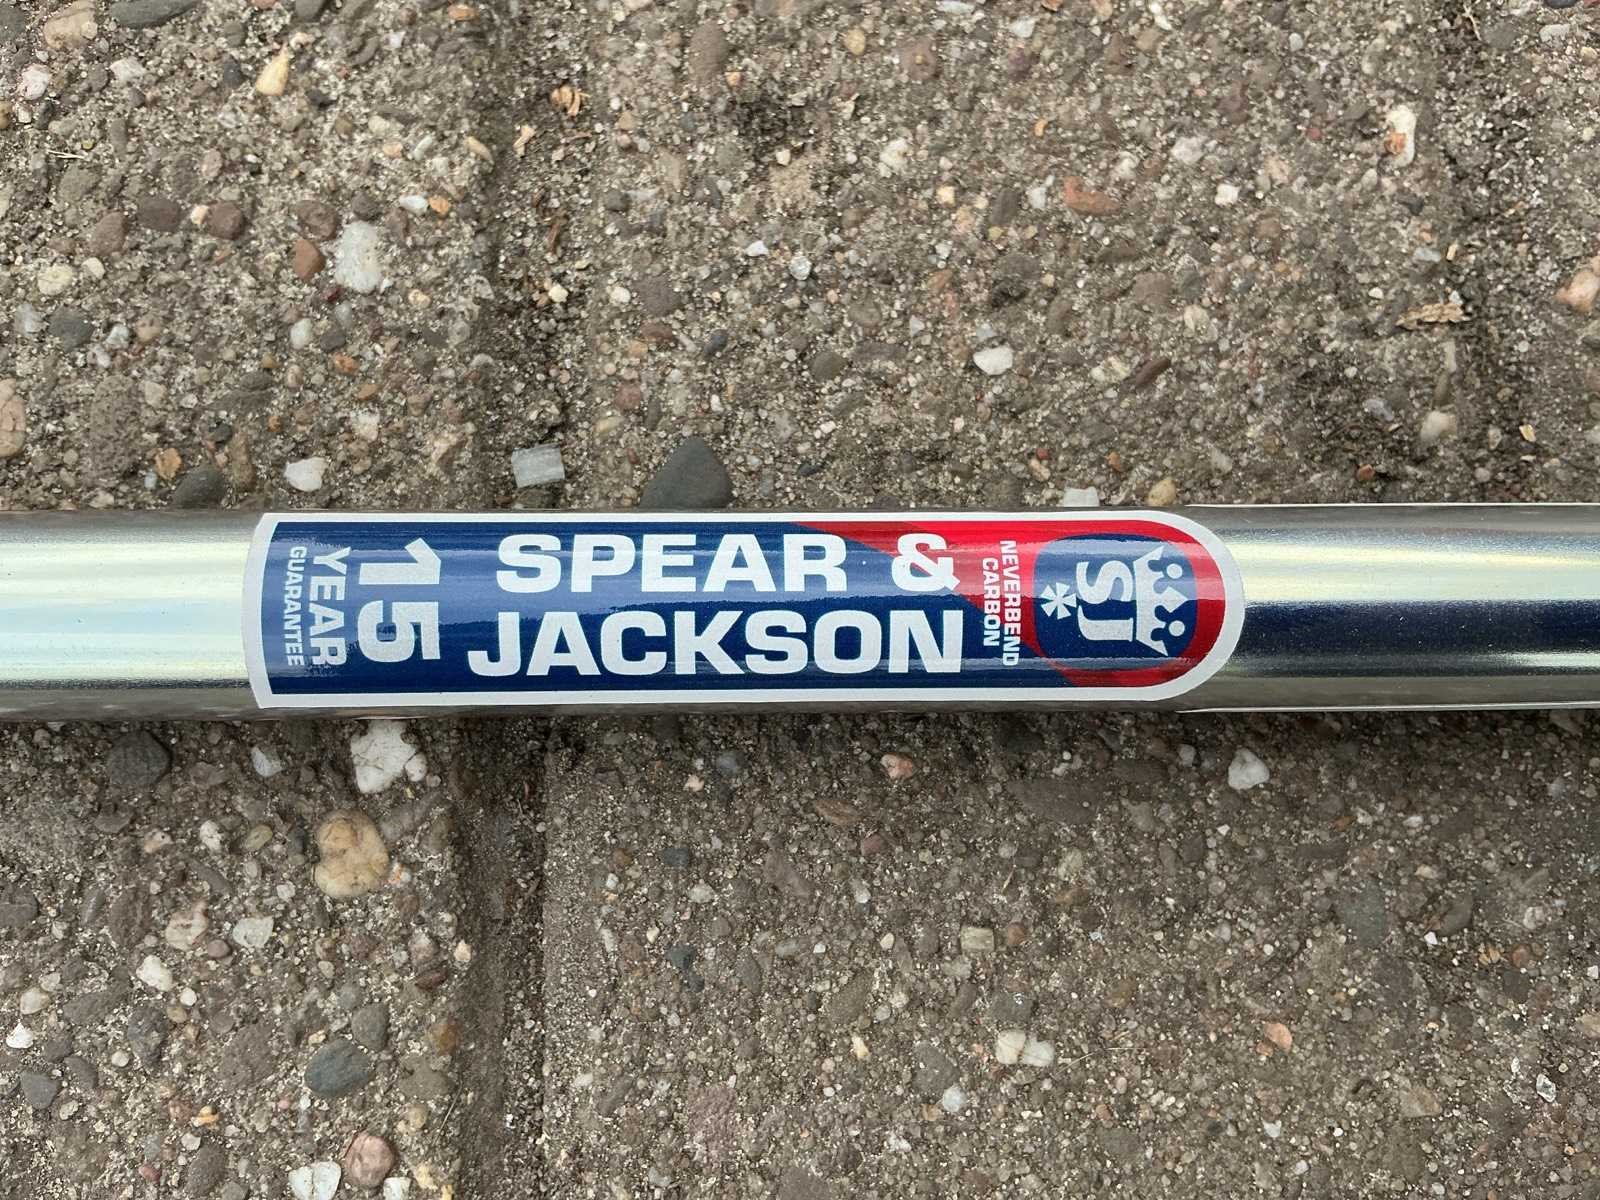 SPEAR &
JACKSON
NEVERBEND
CARBON
SJ
15
YEAR
GUARANTEE